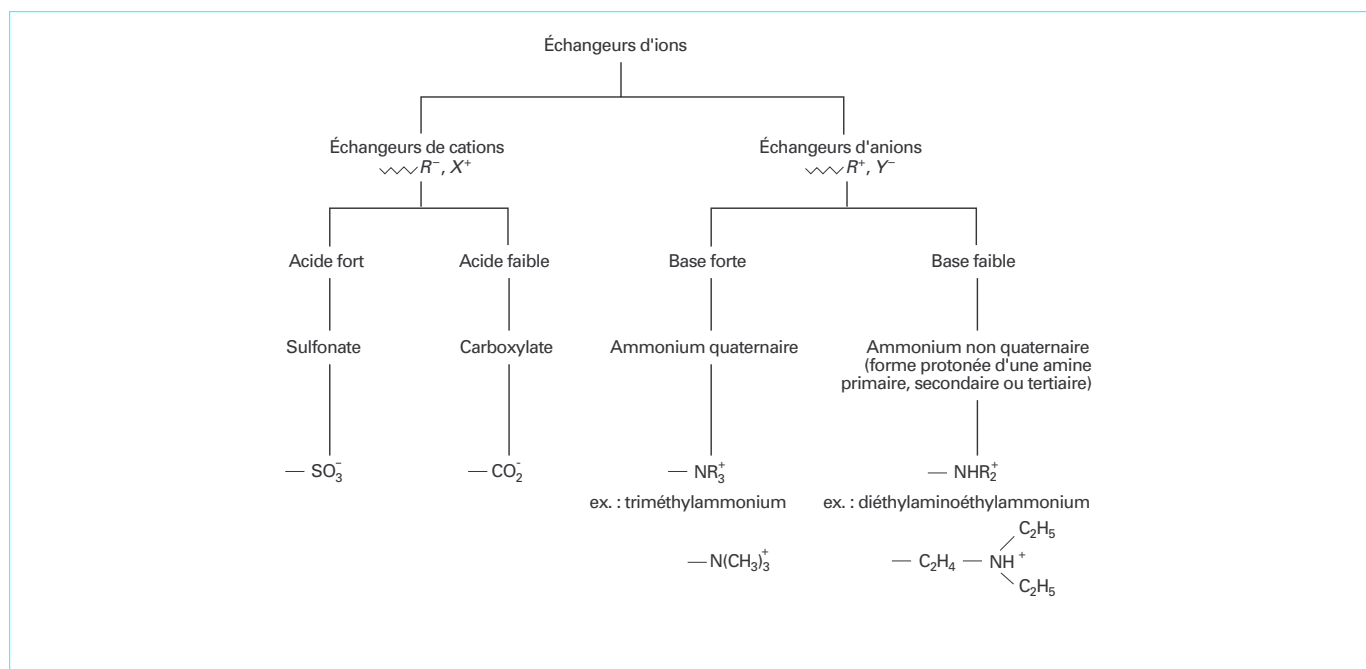 Échangeurs d'ions
Échangeurs de cations
R⁻, X⁺
Échangeurs d'anions
R⁺, Y⁻
Acide fort
Acide faible
Base forte
Base faible
Sulfonate
Carboxylate
Ammonium quaternaire
Ammonium non quaternaire
(forme protonée d'une amine
primaire, secondaire ou tertiaire)
— SO₃⁻
— CO₂⁻
— NR₃⁺
— NHR₂⁺
ex. : triméthylammonium
ex. : diéthylaminoéthylammonium
— N(CH₃)₃⁺
C₂H₅
— C₂H₄ — NH⁺
C₂H₅